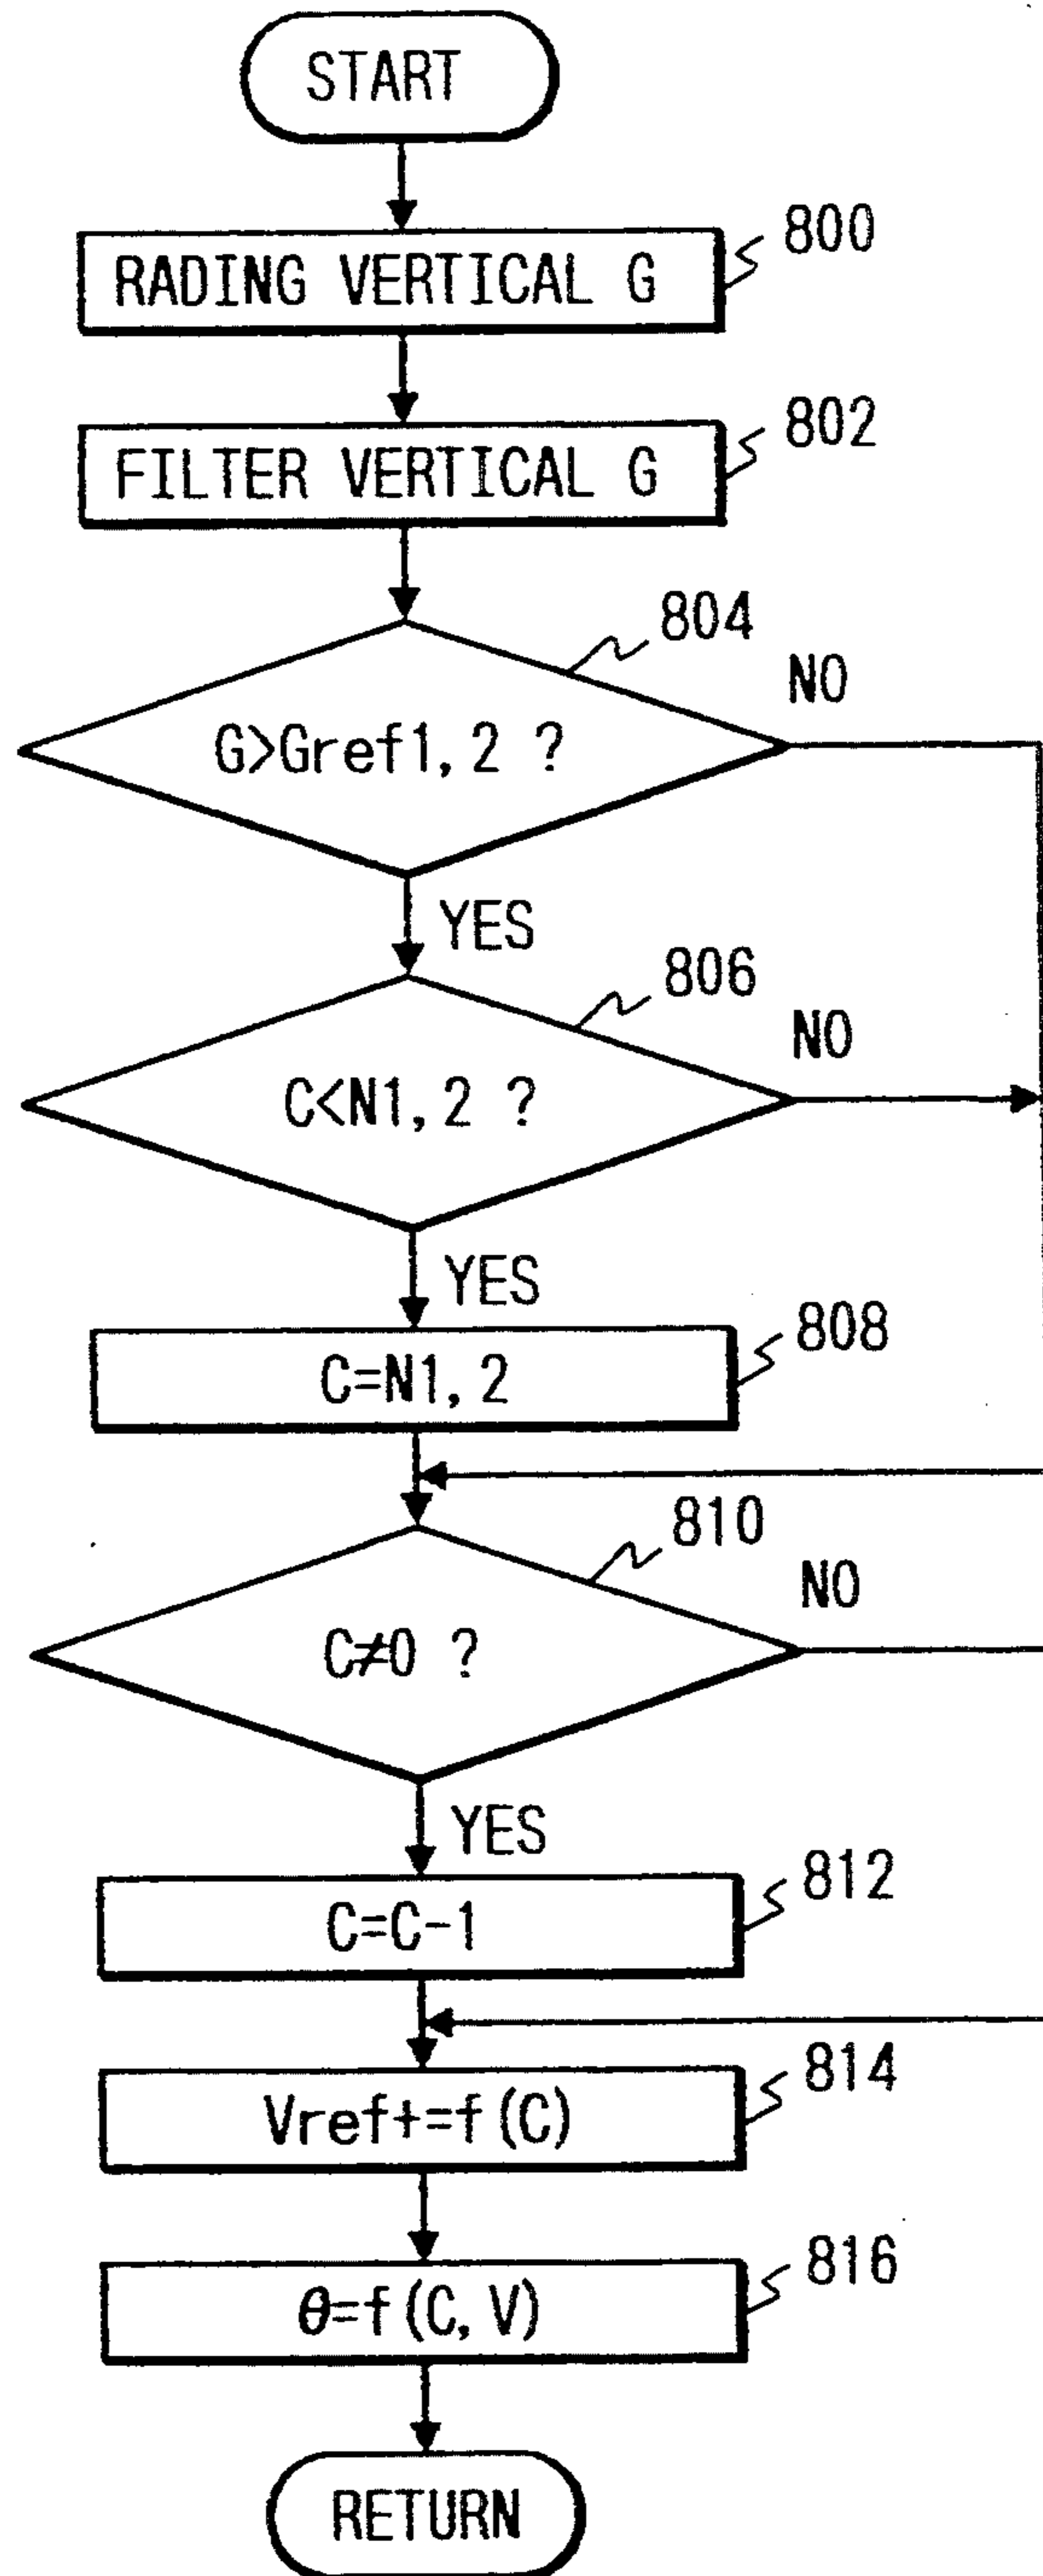 START
800
RADING VERTICAL G
802
FILTER VERTICAL G
804
NO
G>Gref1, 2 ?
YES
806
NO
C<N1, 2 ?
YES
808
C=N1, 2
810
NO
C≠0 ?
YES
812
C=C-1
814
Vref+=f(C)
816
θ=f(C, V)
RETURN